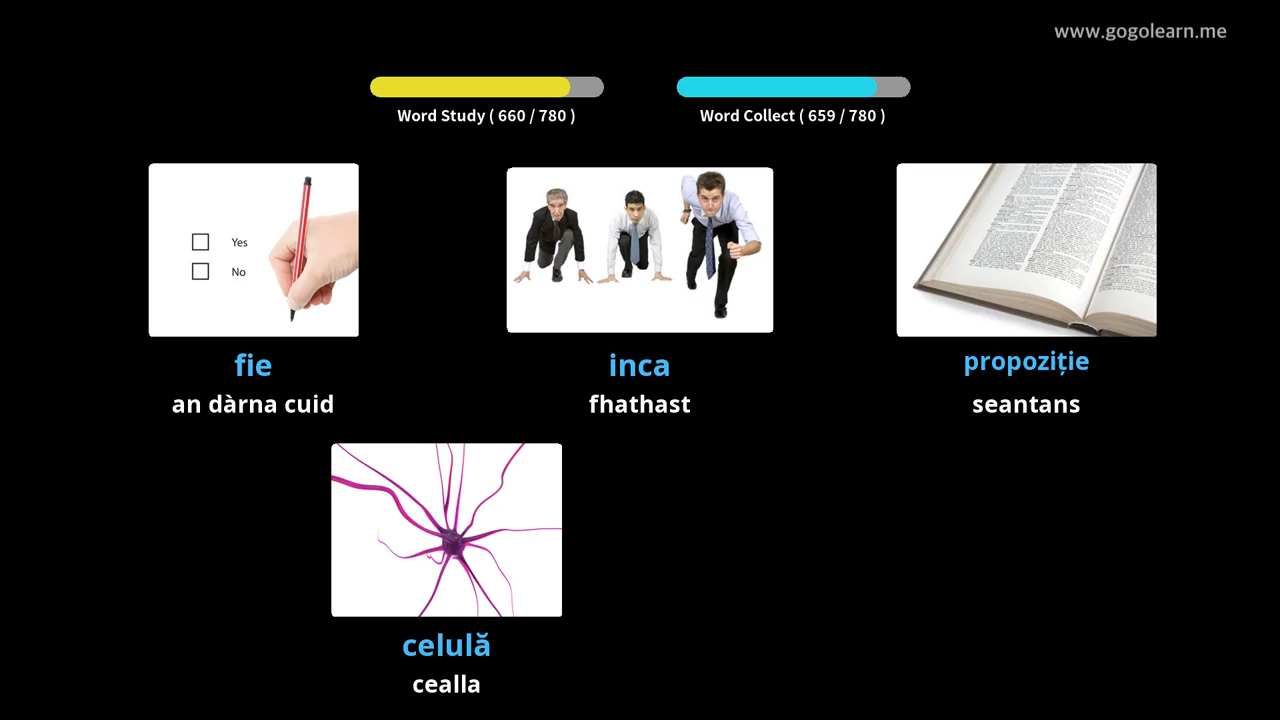 www.gogolearn.me
Word Study ( 660 / 780 )
Word Collect ( 659 / 780 )
Yes
No
fie
an dàrna cuid
inca
fhathast
propoziție
seantans
celulă
cealla